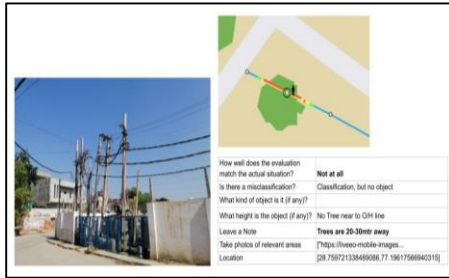 How well does the evaluation
match the actual situation? Not at all
Is there a misclassification? Classification, but no object
What kind of object is it (if any)?
What height is the object (if any)? No Tree near to O/H line
Leave a Note Trees are 20-30mtr away
Take photos of relevant areas ["https://liveeo-mobile-images...
Location [28.759721338489086,77.19617566940315]